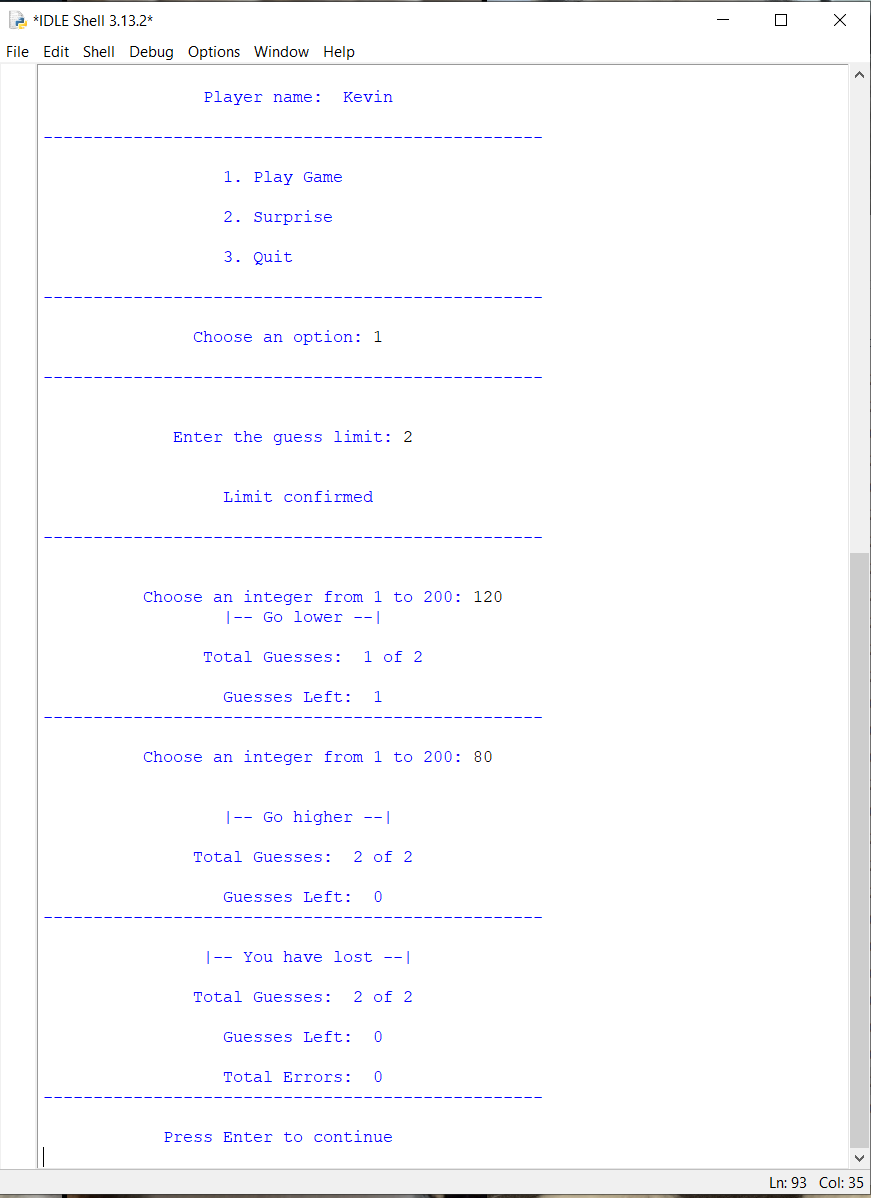 *IDLE Shell 3.13.2*
File Edit Shell Debug Options Window Help
Player name:  Kevin
--------------------------------------------------
1. Play Game
2. Surprise
3. Quit
--------------------------------------------------
Choose an option: 1
--------------------------------------------------
Enter the guess limit: 2
Limit confirmed
--------------------------------------------------
Choose an integer from 1 to 200: 120
|-- Go lower --|
Total Guesses:  1 of 2
Guesses Left:  1
--------------------------------------------------
Choose an integer from 1 to 200: 80
|-- Go higher --|
Total Guesses:  2 of 2
Guesses Left:  0
--------------------------------------------------
|-- You have lost --|
Total Guesses:  2 of 2
Guesses Left:  0
Total Errors:  0
--------------------------------------------------
Press Enter to continue
Ln: 93 Col: 35